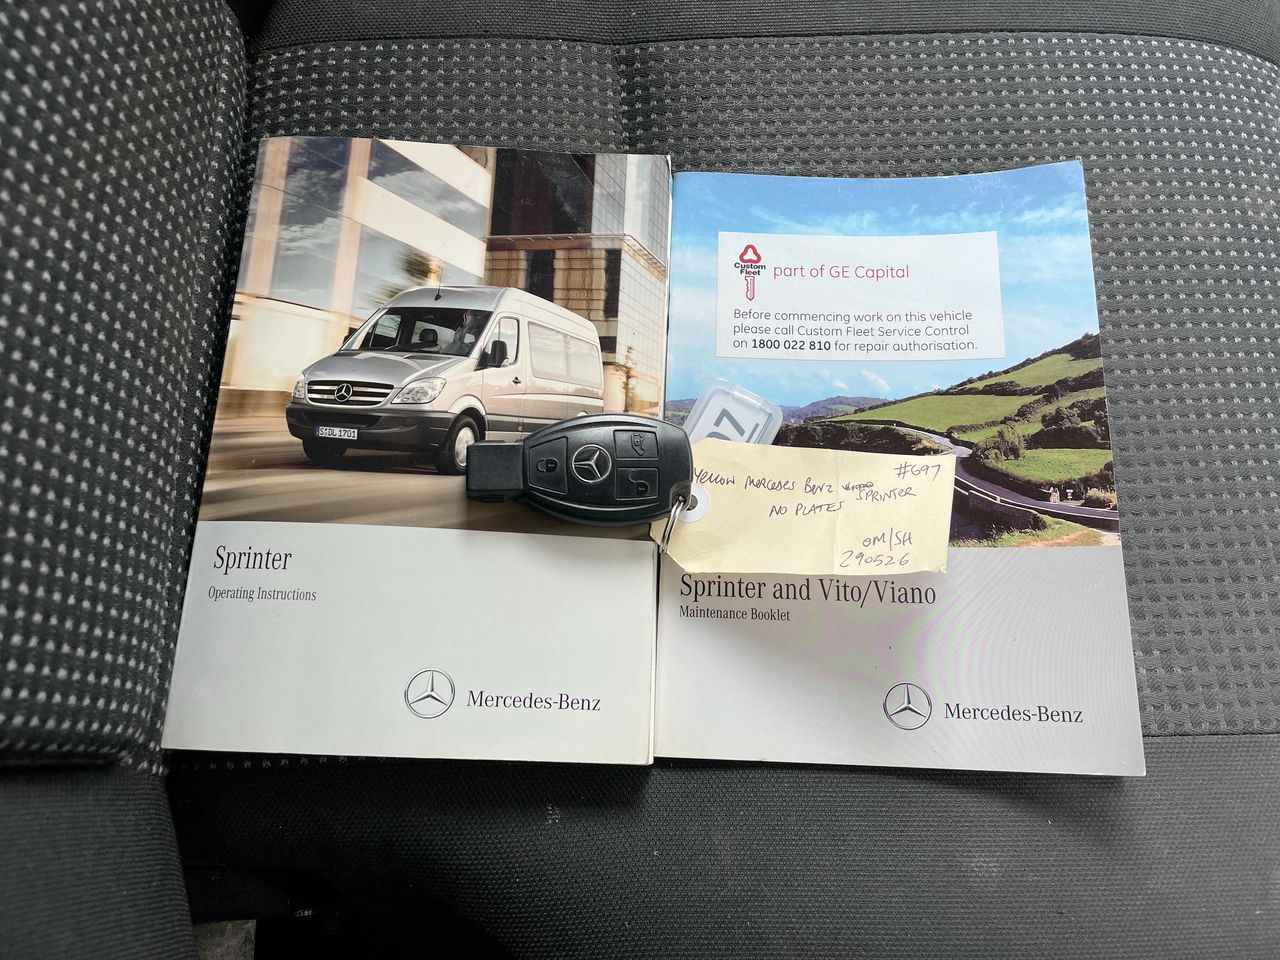 Custom
Fleet
part of GE Capital
Before commencing work on this vehicle
please call Custom Fleet Service Control
on 1800 022 810 for repair authorisation.
S·DL 1701
97
#697
YELLOW MERCEDES BENZ SPRINTER
NO PLATES
OM/SH
290526
Sprinter
Operating Instructions
Mercedes-Benz
Sprinter and Vito/Viano
Maintenance Booklet
Mercedes-Benz